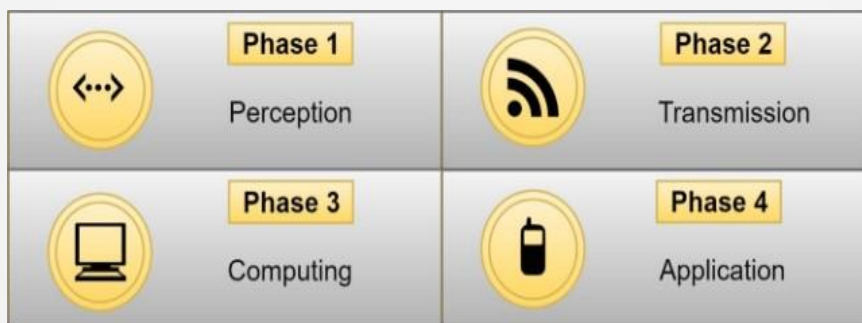 Phase 1
Perception
Phase 2
Transmission
Phase 3
Computing
Phase 4
Application